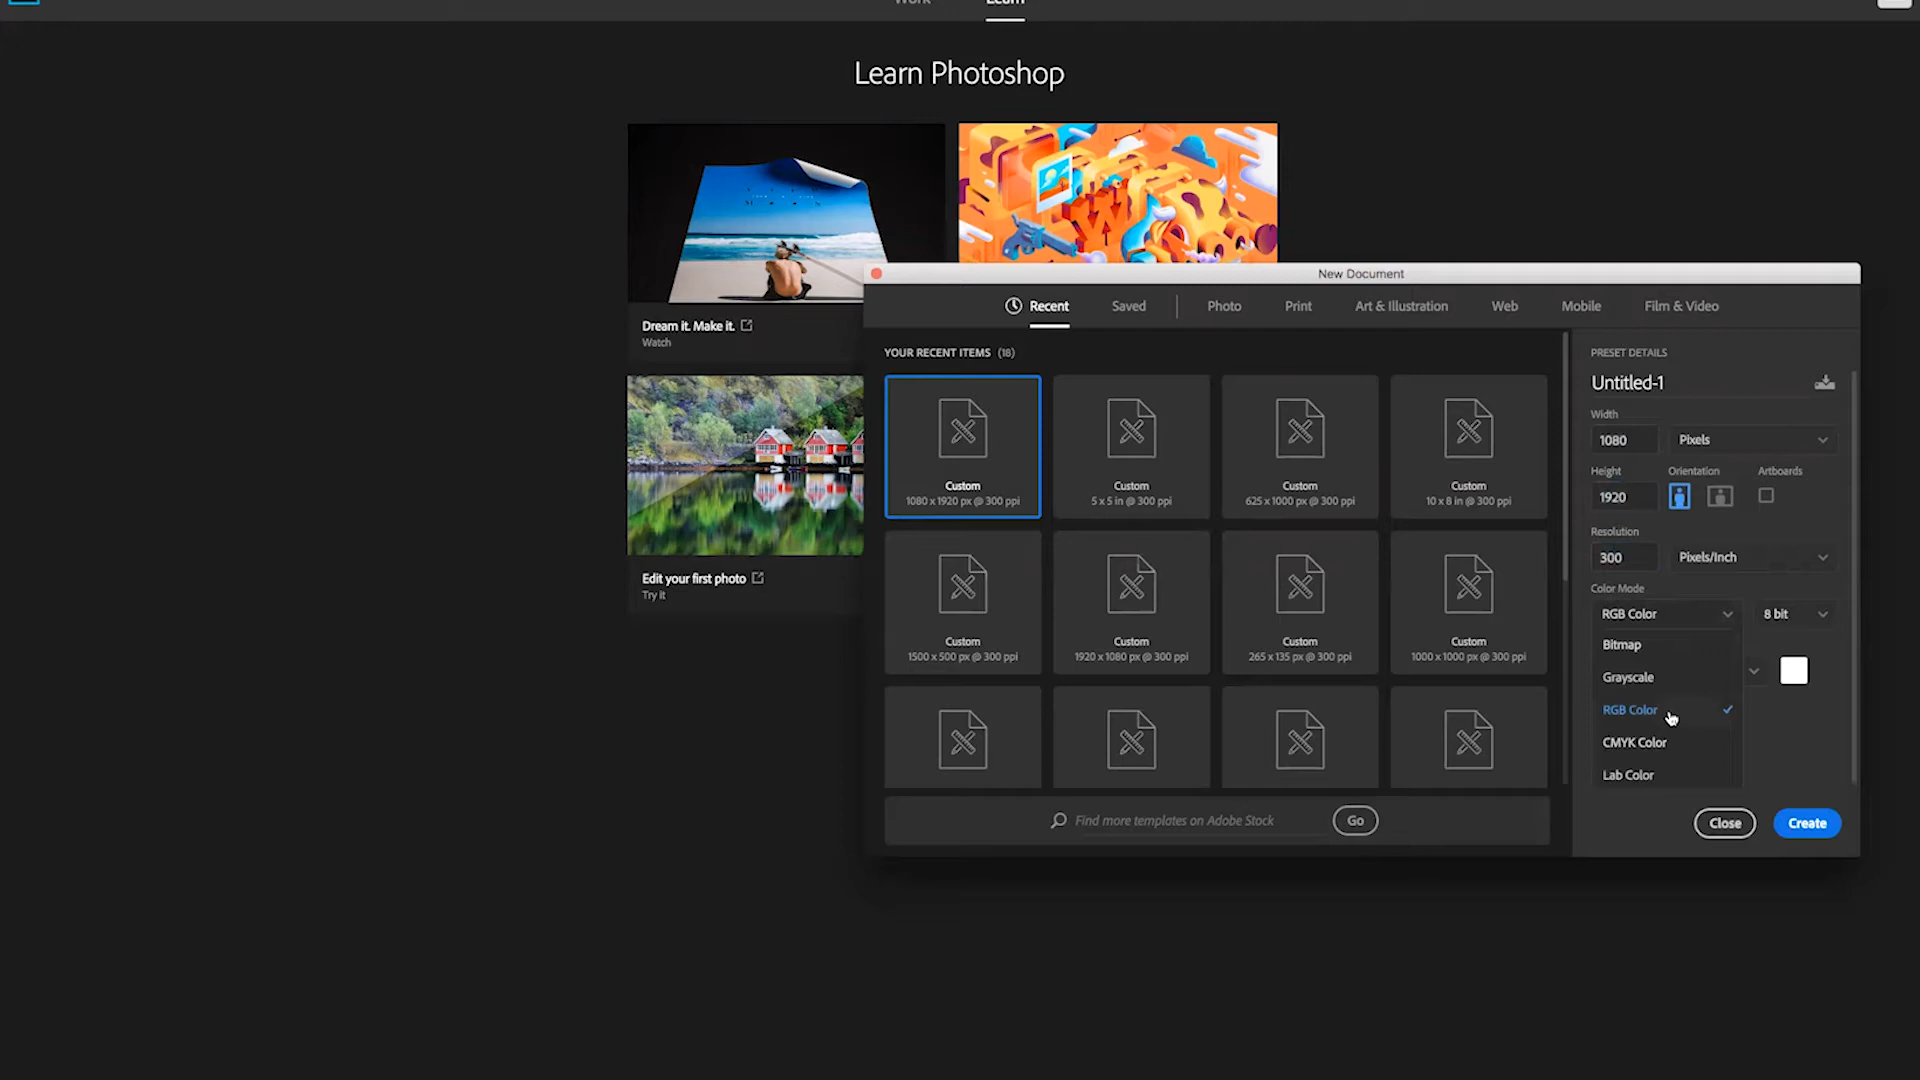 Work
Learn
Learn Photoshop
Dream it. Make it.
Watch
Edit your first photo
Try it
New Document
Recent
Saved
Photo
Print
Art & Illustration
Web
Mobile
Film & Video
YOUR RECENT ITEMS (18)
Custom
1080 x 1920 px @ 300 ppi
Custom
5 x 5 in @ 300 ppi
Custom
625 x 1000 px @ 300 ppi
Custom
10 x 8 in @ 300 ppi
Custom
1500 x 500 px @ 300 ppi
Custom
1920 x 1080 px @ 300 ppi
Custom
265 x 135 px @ 300 ppi
Custom
1000 x 1000 px @ 300 ppi
Find more templates on Adobe Stock
Go
PRESET DETAILS
Untitled-1
Width
1080
Pixels
Height
Orientation
Artboards
1920
Resolution
300
Pixels/Inch
Color Mode
RGB Color
8 bit
Bitmap
Grayscale
RGB Color
CMYK Color
Lab Color
Close
Create